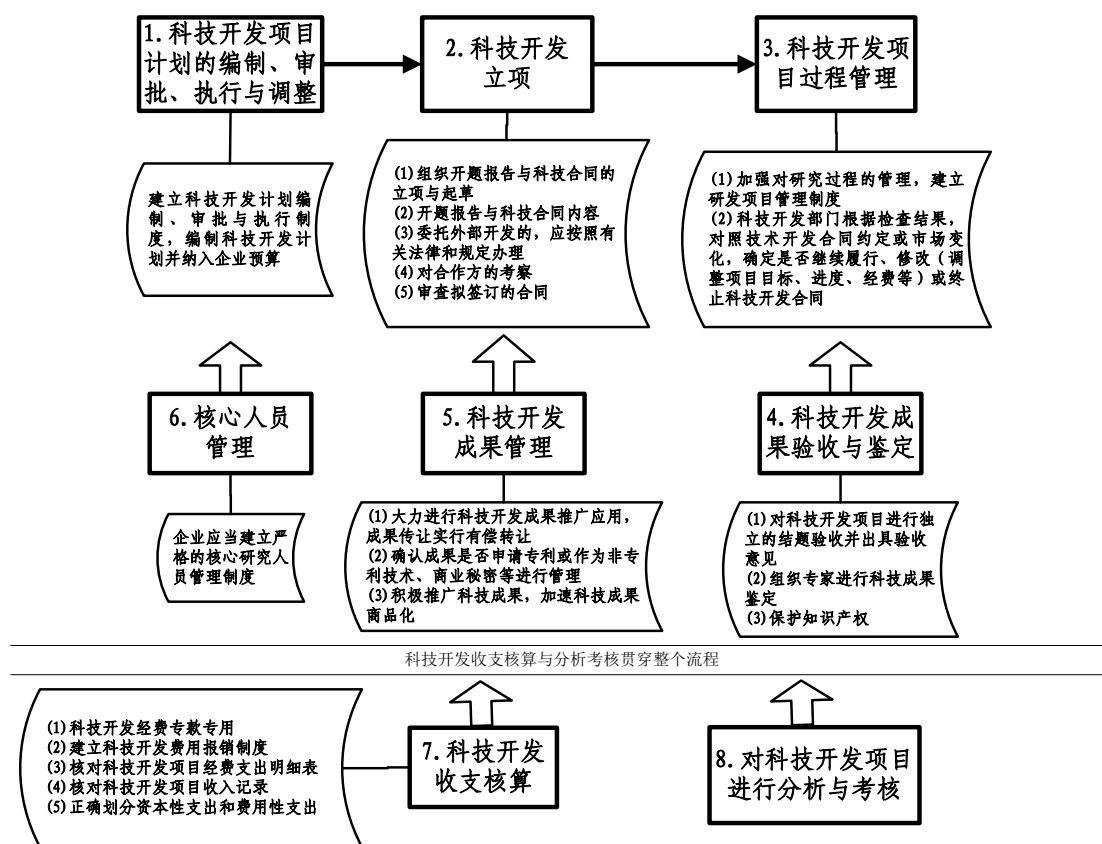 1.科技开发项目
计划的编制、审
批、执行与调整
2.科技开发
立项
3.科技开发项
目过程管理
建立科技开发计划编
制、审批与执行制
度，编制科技开发计
划并纳入企业预算
(1)组织开题报告与科技合同的
立项与起草
(2)开题报告与科技合同内容
(3)委托外部开发的，应按照有
关法律和规定办理
(4)对合作方的考察
(5)审查拟签订的合同
(1)加强对研究过程的管理，建立
研发项目管理制度
(2)科技开发部门根据检查结果，
对照技术开发合同约定或市场变
化，确定是否继续履行、修改（调
整项目目标、进度、经费等）或终
止科技开发合同
6.核心人员
管理
5.科技开发
成果管理
4.科技开发成
果验收与鉴定
企业应当建立严
格的核心研究人
员管理制度
(1)大力进行科技开发成果推广应用，
成果传让实行有偿转让
(2)确认成果是否申请专利或作为非专
利技术、商业秘密等进行管理
(3)积极推广科技成果，加速科技成果
商品化
(1)对科技开发项目进行独
立的结题验收并出具验收
意见
(2)组织专家进行科技成果
鉴定
(3)保护知识产权
科技开发收支核算与分析考核贯穿整个流程
(1)科技开发经费专款专用
(2)建立科技开发费用报销制度
(3)核对科技开发项目经费支出明细表
(4)核对科技开发项目收入记录
(5)正确划分资本性支出和费用性支出
7.科技开发
收支核算
8.对科技开发项目
进行分析与考核